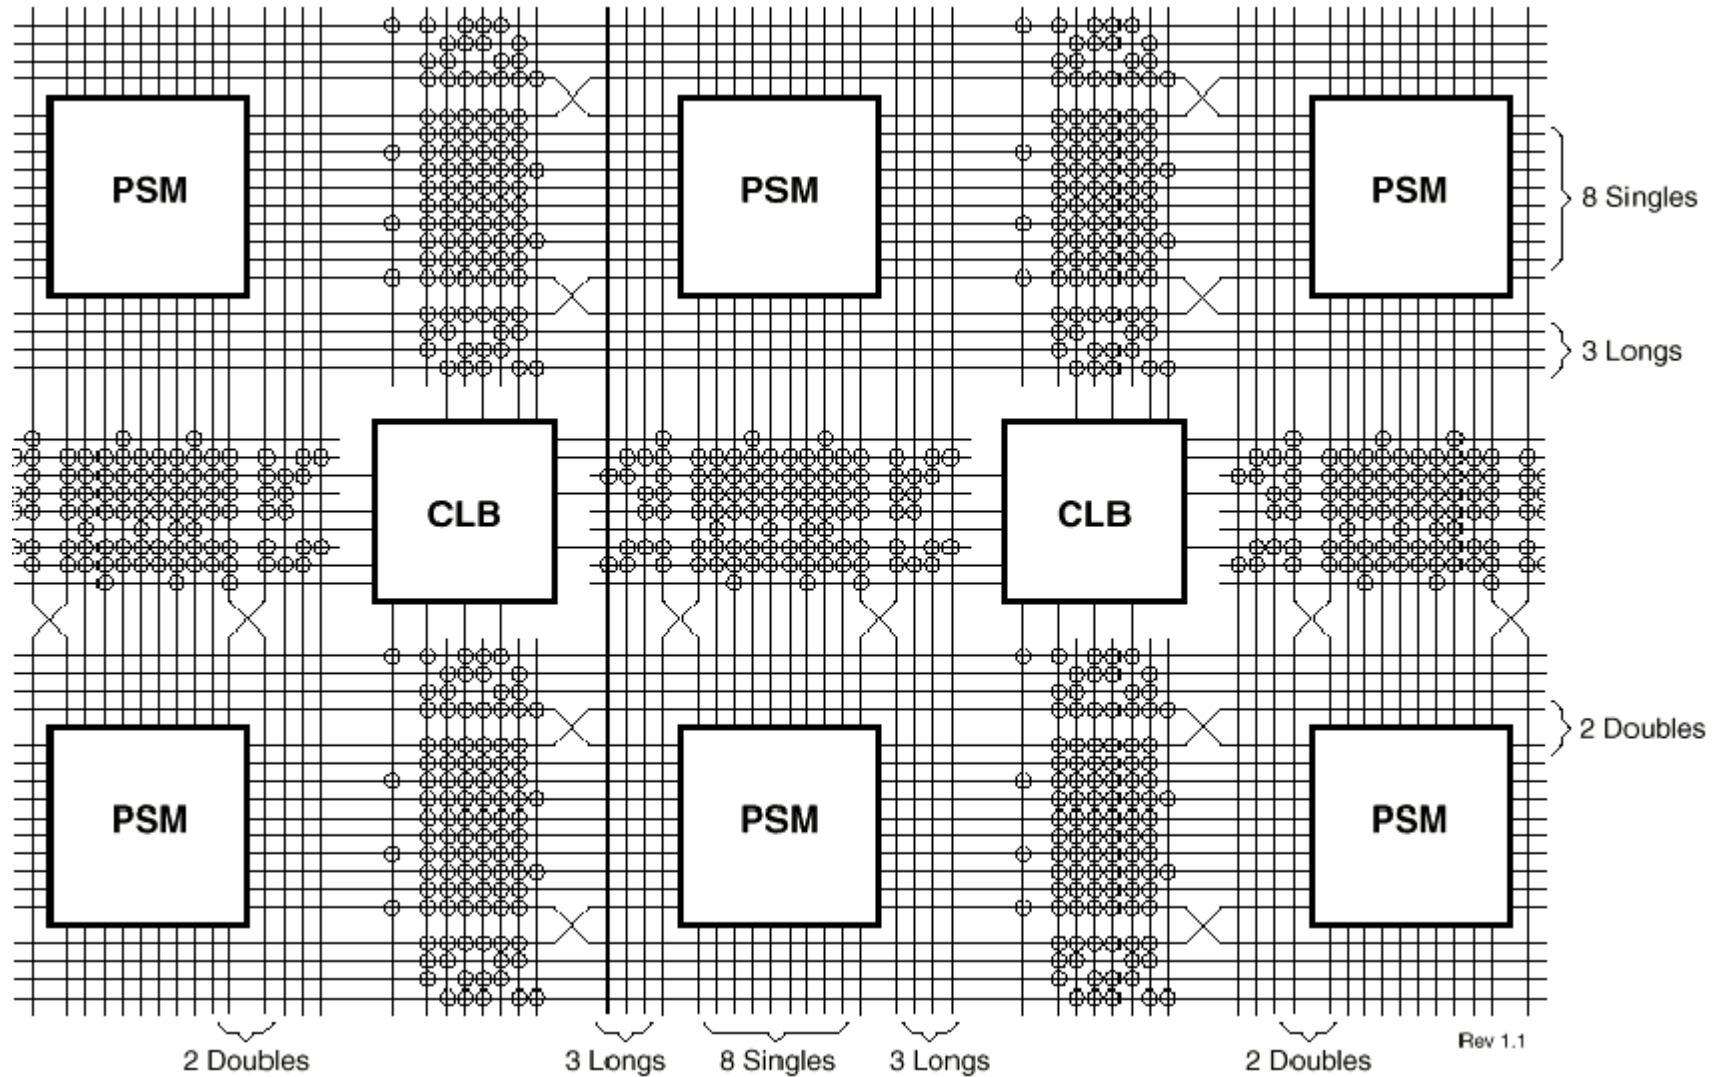 PSM PSM PSM
8 Singles
3 Longs
CLB CLB
2 Doubles
PSM PSM PSM
Rev 1.1
2 Doubles 3 Longs 8 Singles 3 Longs 2 Doubles